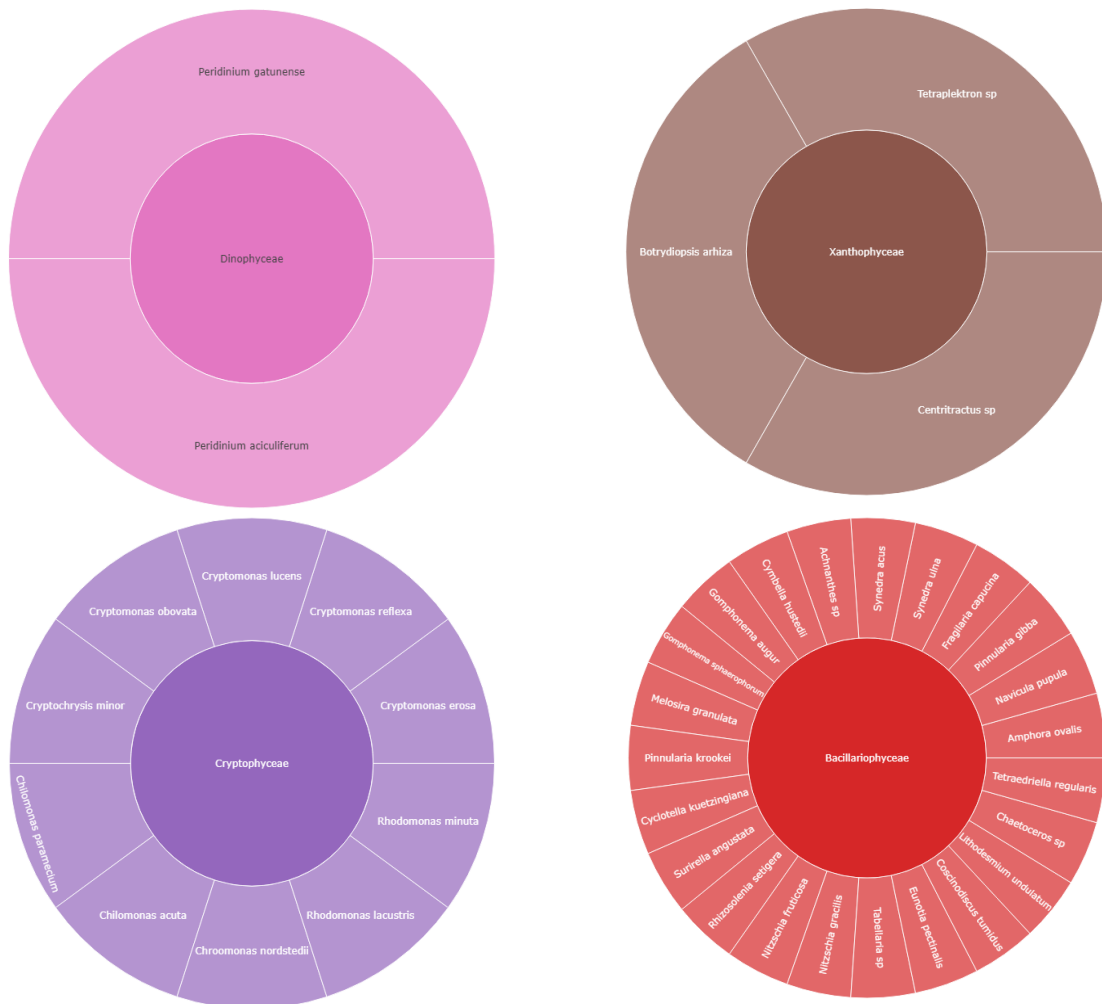 Peridinium gatunense
Dinophyceae
Peridinium aciculiferum
Tetraplektron sp
Botrydiopsis arhiza
Xanthophyceae
Centritractus sp
Cryptomonas lucens
Cryptomonas reflexa
Cryptomonas obovata
Cryptomonas erosa
Cryptochrysis minor
Cryptophyceae
Chilomonas paramecium
Rhodomonas minuta
Chilomonas acuta
Rhodomonas lacustris
Chroomonas nordstedii
Synedra acus
Synedra ulna
Fragilaria capucina
Pinnularia gibba
Navicula pupula
Amphora ovalis
Tetraedriella regularis
Chaetoceros sp
Lithodesmium undulatum
Coscinodiscus tumidus
Eunotia pectinalis
Tabellaria sp
Nitzschia gracilis
Nitzschia fruticosa
Rhizosolenia setigera
Surirella angustata
Cyclotella kuetzingiana
Pinnularia krookei
Melosira granulata
Gomphonema sphaerophorum
Gomphonema augur
Cymbella hustedii
Achnanthes sp
Bacillariophyceae